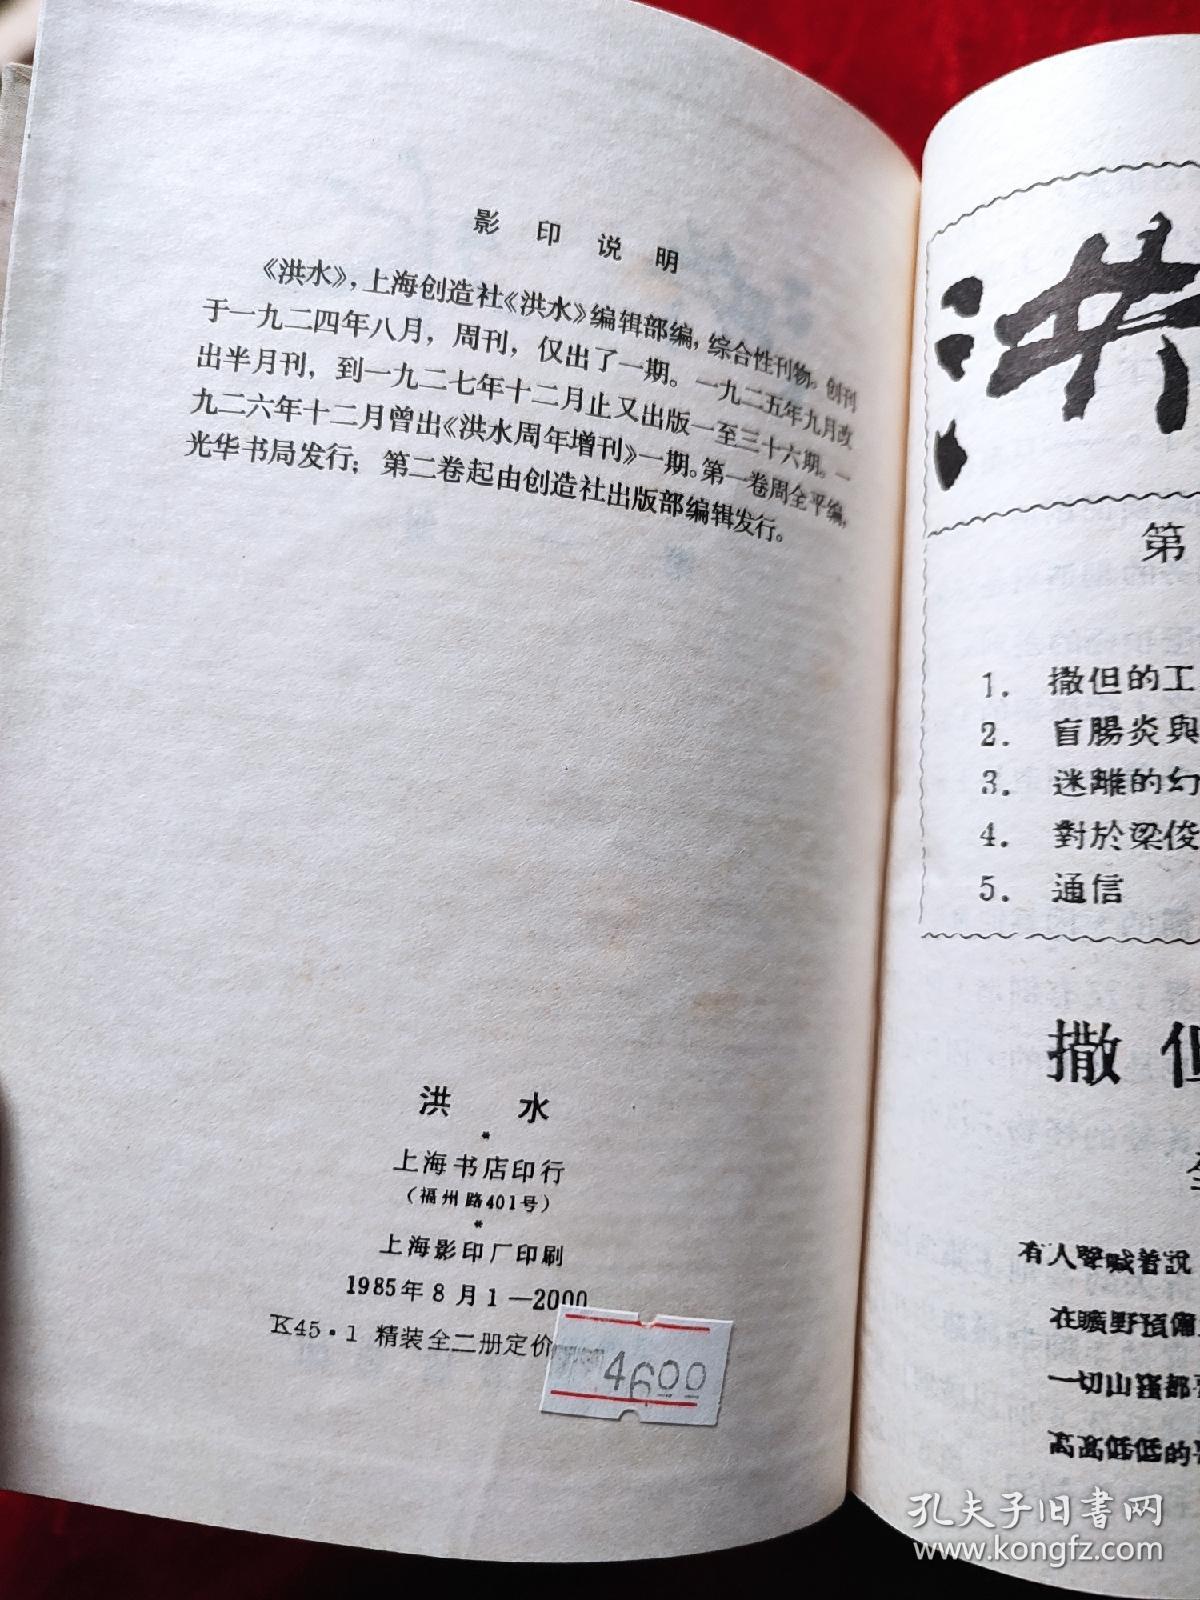 影印说明
《洪水》，上海创造社《洪水》编辑部编，综合性刊物。创刊
于一九二四年八月，周刊，仅出了一期。一九二五年九月改
出半月刊，到一九二七年十二月止又出版一至三十六期。一
九二六年十二月曾出《洪水周年增刊》一期。第一卷周全平编，
光华书局发行；第二卷起由创造社出版部编辑发行。
洪水
*
上海书店印行
（福州路401号）
*
上海影印厂印刷
1985年8月1—2000
K45·1 精装全二册定价
46.00
洪
第
1. 撒但的工
2. 盲腸炎與
3. 迷離的幻
4. 對於梁俊
5. 通信
撒但
有人聲喊着說
在曠野預備
一切山窪都
高高低低的
孔夫子旧書网
www.kongfz.com